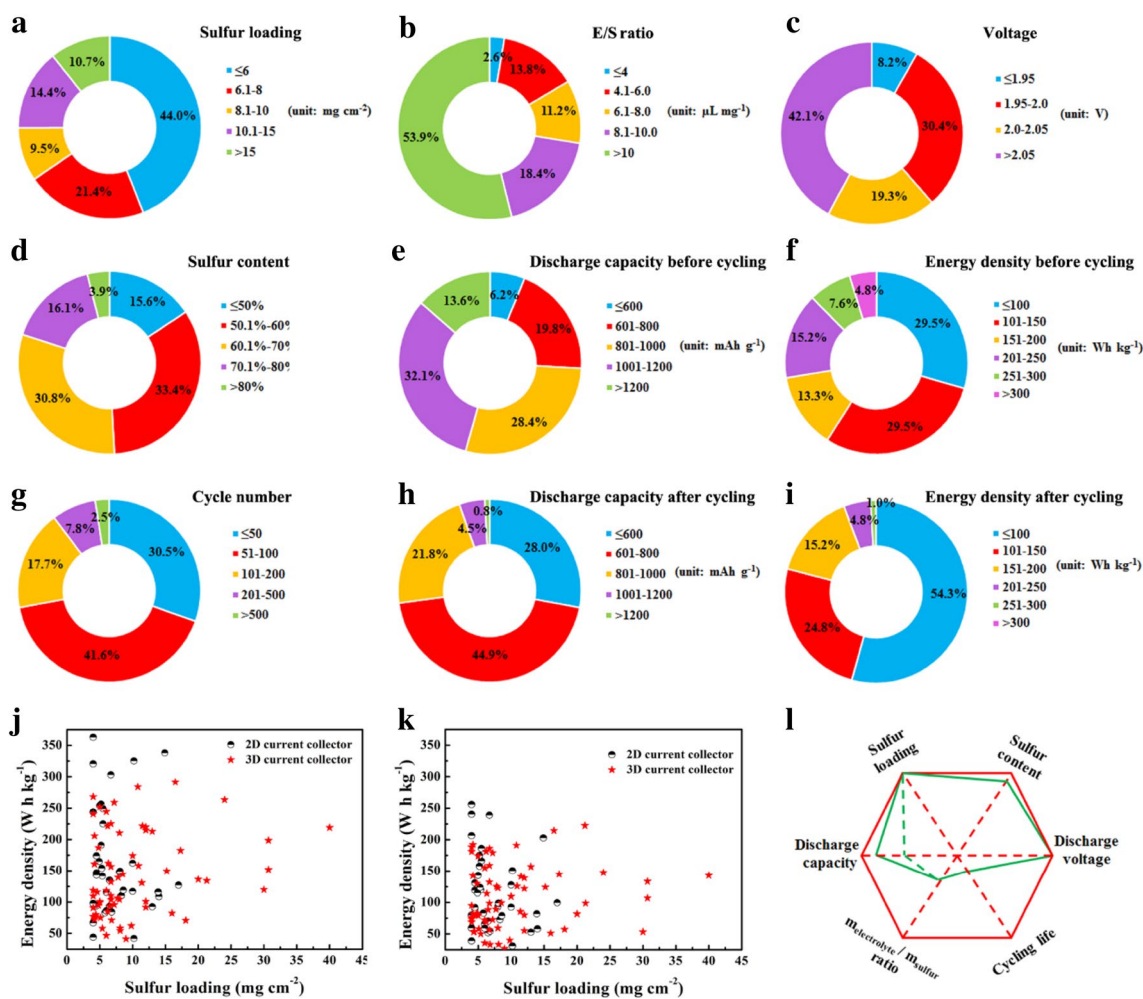 a
Sulfur loading
10.7%
14.4%
9.5%
21.4%
44.0%
≤6
6.1-8
8.1-10 (unit: mg cm⁻²)
10.1-15
>15
b
E/S ratio
2.6%
13.8%
11.2%
18.4%
53.9%
≤4
4.1-6.0
6.1-8.0 (unit: µL mg⁻¹)
8.1-10.0
>10
c
Voltage
8.2%
30.4%
19.3%
42.1%
≤1.95
1.95-2.0
2.0-2.05 (unit: V)
>2.05
d
Sulfur content
3.9%
15.6%
16.1%
30.8%
33.4%
≤50%
50.1%-60%
60.1%-70%
70.1%-80%
>80%
e
Discharge capacity before cycling
13.6%
6.2%
19.8%
32.1%
28.4%
≤600
601-800
801-1000 (unit: mAh g⁻¹)
1001-1200
>1200
f
Energy density before cycling
4.8%
7.6%
15.2%
13.3%
29.5%
29.5%
≤100
101-150
151-200 (unit: Wh kg⁻¹)
201-250
251-300
>300
g
Cycle number
2.5%
7.8%
17.7%
30.5%
41.6%
≤50
51-100
101-200
201-500
>500
h
Discharge capacity after cycling
0.8%
4.5%
21.8%
28.0%
44.9%
≤600
601-800
801-1000 (unit: mAh g⁻¹)
1001-1200
>1200
i
Energy density after cycling
1.0%
4.8%
15.2%
24.8%
54.3%
≤100
101-150
151-200 (unit: Wh kg⁻¹)
201-250
251-300
>300
j
2D current collector
3D current collector
Energy density (W h kg⁻¹)
350
300
250
200
150
100
50
0 5 10 15 20 25 30 35 40 45
Sulfur loading (mg cm⁻²)
k
2D current collector
3D current collector
Energy density (W h kg⁻¹)
350
300
250
200
150
100
50
0 5 10 15 20 25 30 35 40 45
Sulfur loading (mg cm⁻²)
l
Sulfur
loading
Sulfur
content
Discharge
voltage
Cycling life
m_electrolyte / m_sulfur
ratio
Discharge
capacity